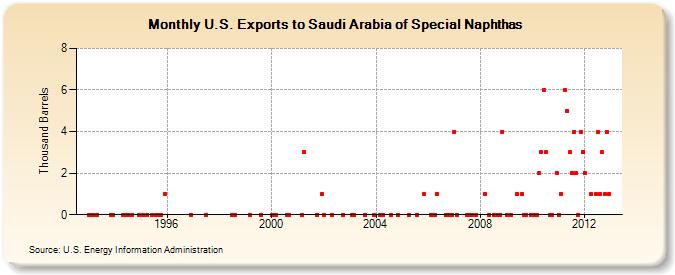 Monthly U.S. Exports to Saudi Arabia of Special Naphthas
Thousand Barrels
8
6
4
2
0
1996 2000 2004 2008 2012
Source: U.S. Energy Information Administration